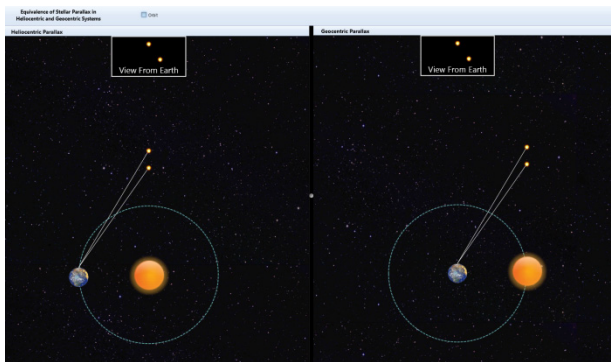 Equivalence of Stellar Parallax in
Heliocentric and Geocentric Systems
Orbit
Heliocentric Parallax
Geocentric Parallax
View From Earth
View From Earth